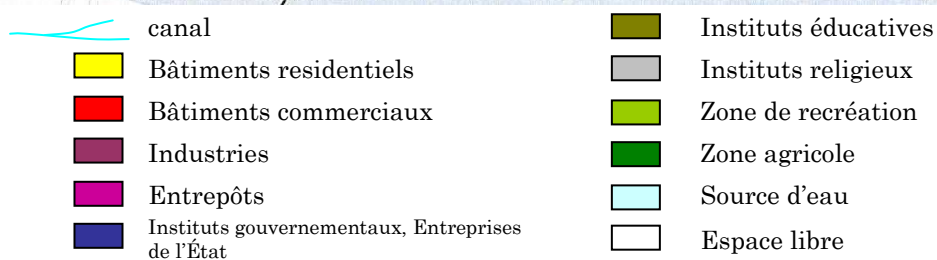 canal
Bâtiments residentiels
Bâtiments commerciaux
Industries
Entrepôts
Instituts gouvernementaux, Entreprises
de l'État
Instituts éducatives
Instituts religieux
Zone de recréation
Zone agricole
Source d'eau
Espace libre